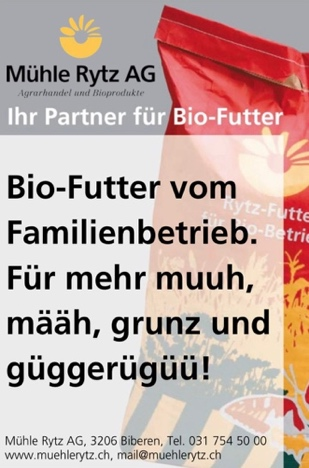 Mühle Rytz AG
Agrarhandel und Bioprodukte
Ihr Partner für Bio-Futter
Rytz-Futte
für Bio-Betrie
Bio-Futter vom
Familienbetrieb.
Für mehr muuh,
määh, grunz und
güggerügüü!
Mühle Rytz AG, 3206 Biberen, Tel. 031 754 50 00
www.muehlerytz.ch, mail@muehlerytz.ch